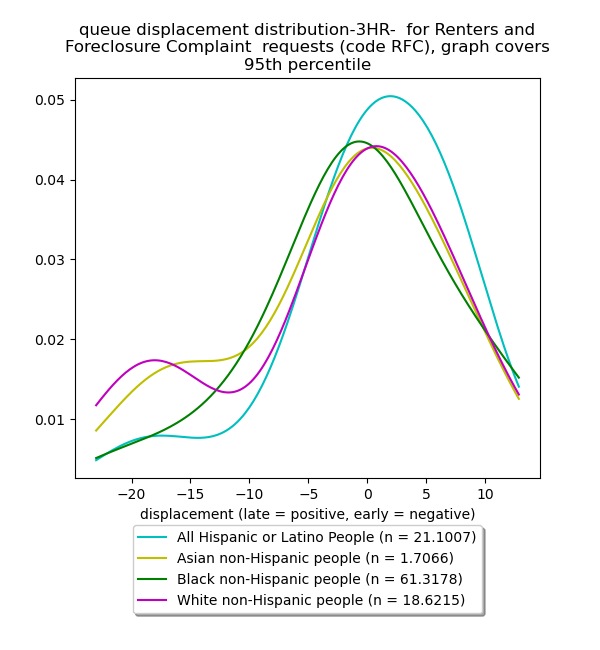 queue displacement distribution-3HR-  for Renters and
Foreclosure Complaint  requests (code RFC), graph covers
95th percentile
0.05
0.04
0.03
0.02
0.01
−20 −15 −10 −5 0 5 10
displacement (late = positive, early = negative)
All Hispanic or Latino People (n = 21.1007)
Asian non-Hispanic people (n = 1.7066)
Black non-Hispanic people (n = 61.3178)
White non-Hispanic people (n = 18.6215)